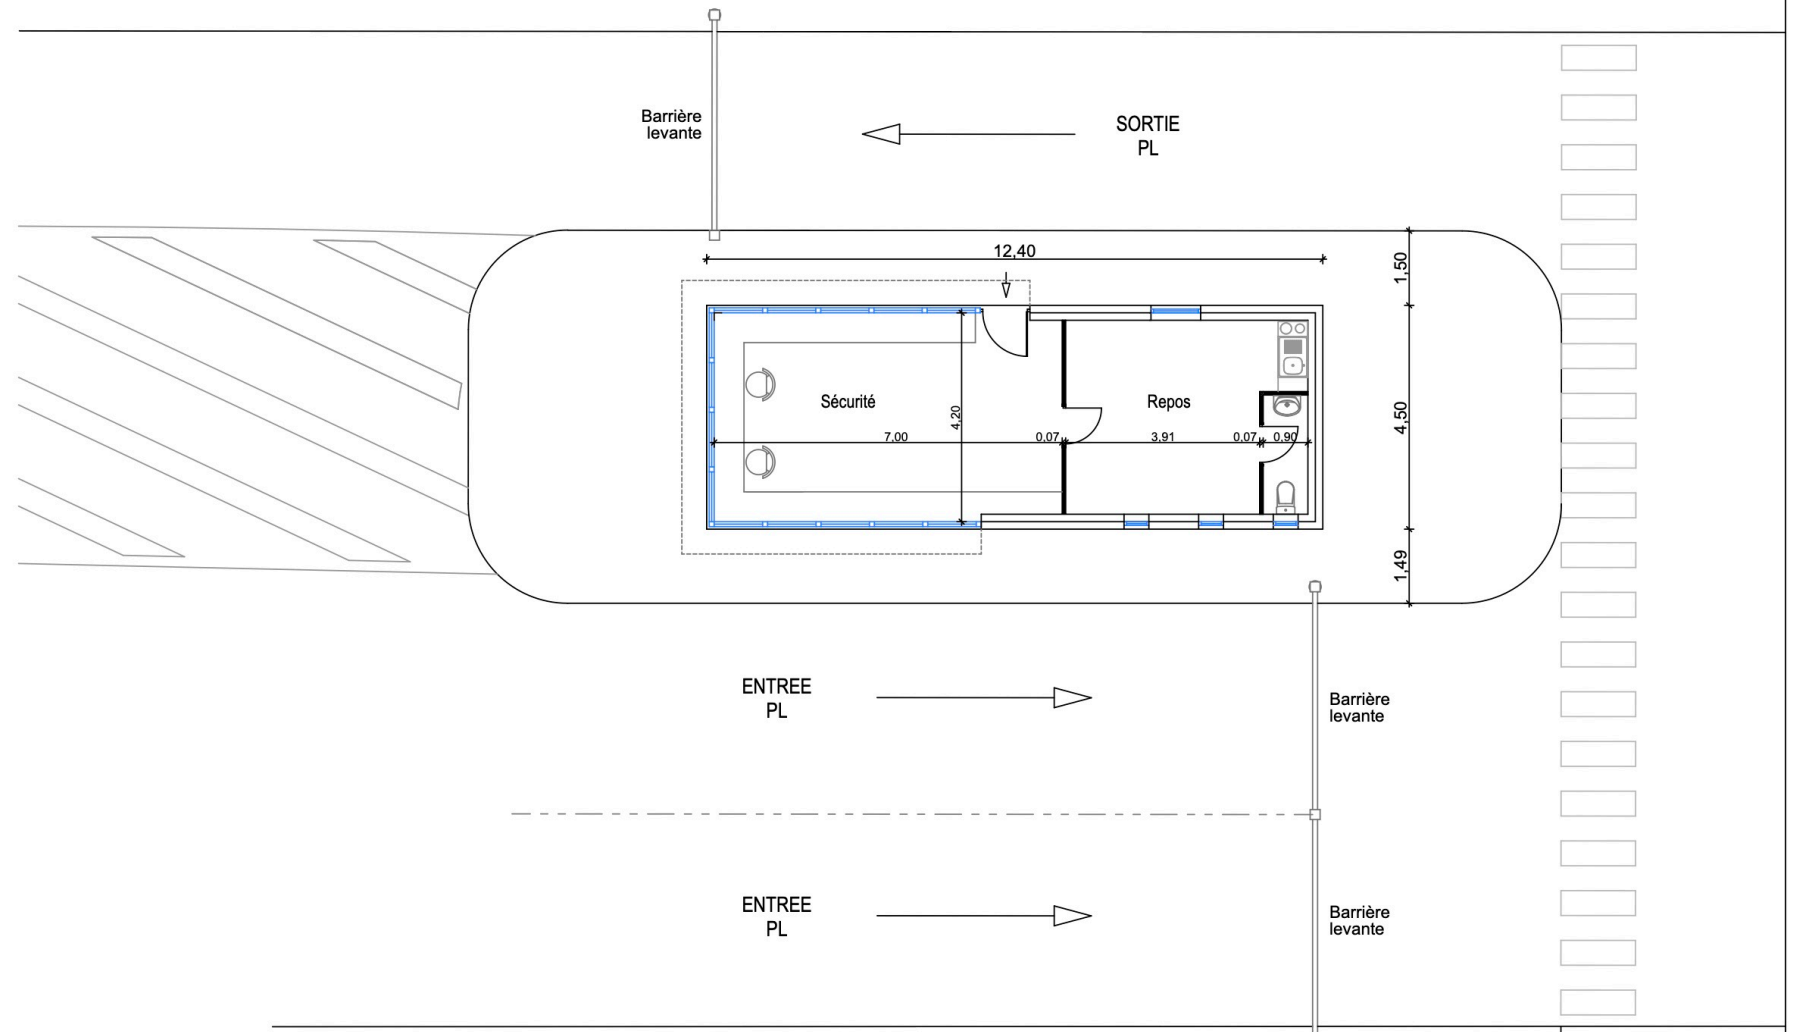 Barrière
levante
SORTIE
PL
12,40
1,50
Sécurité
4,20
Repos
4,50
7,00
0,07
3,91
0,07
0,90
1,49
ENTREE
PL
Barrière
levante
ENTREE
PL
Barrière
levante